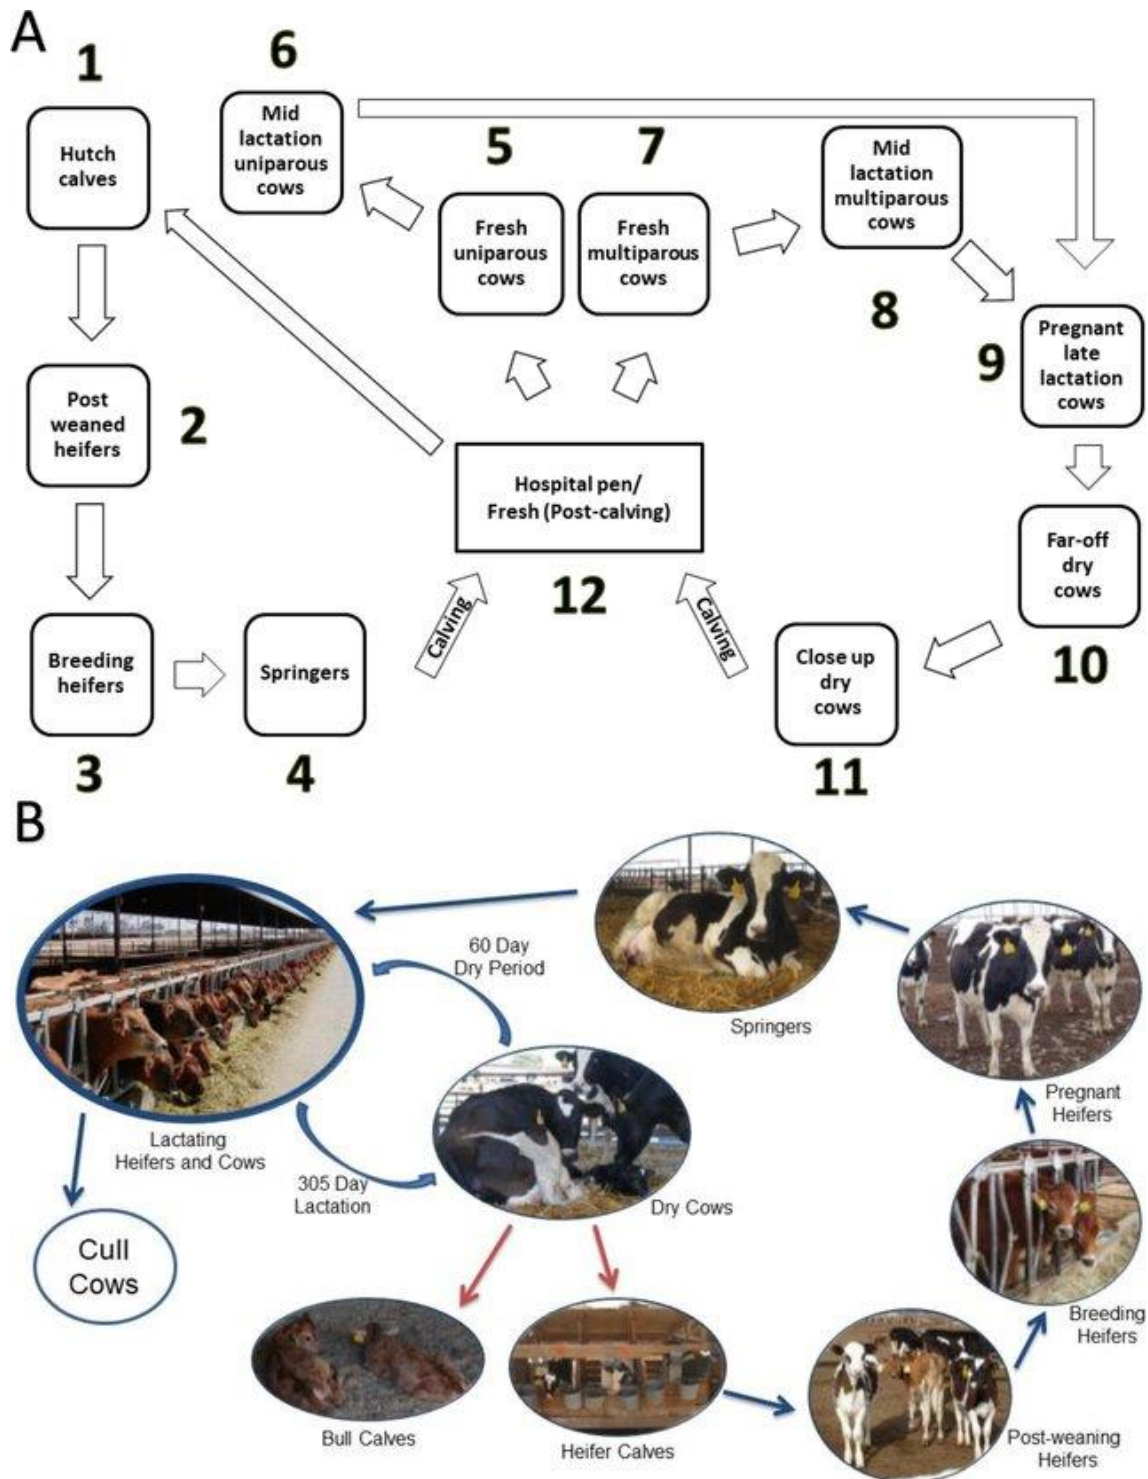 A
1
Hutch
calves
6
Mid
lactation
uniparous
cows
5
Fresh
uniparous
cows
7
Fresh
multiparous
cows
Mid
lactation
multiparous
cows
8
9
Pregnant
late
lactation
cows
Post
weaned
heifers
2
Hospital pen/
Fresh (Post-calving)
12
Far-off
dry
cows
10
Breeding
heifers
3
Springers
4
Calving
Calving
Close up
dry
cows
11
B
60 Day
Dry Period
Springers
Pregnant
Heifers
Lactating
Heifers and Cows
305 Day
Lactation
Dry Cows
Cull
Cows
Breeding
Heifers
Bull Calves
Heifer Calves
Post-weaning
Heifers